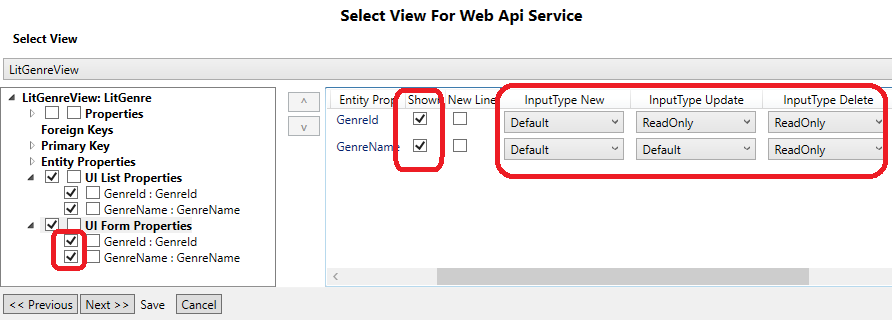 Select View For Web Api Service
Select View
LitGenreView
LitGenreView: LitGenre
Properties
Foreign Keys
Primary Key
Entity Properties
UI List Properties
GenreId : GenreId
GenreName : GenreName
UI Form Properties
GenreId : GenreId
GenreName : GenreName
Entity Prop Shown New Line InputType New InputType Update InputType Delete
GenreId Default ReadOnly ReadOnly
GenreName Default Default ReadOnly
<< Previous Next >> Save Cancel